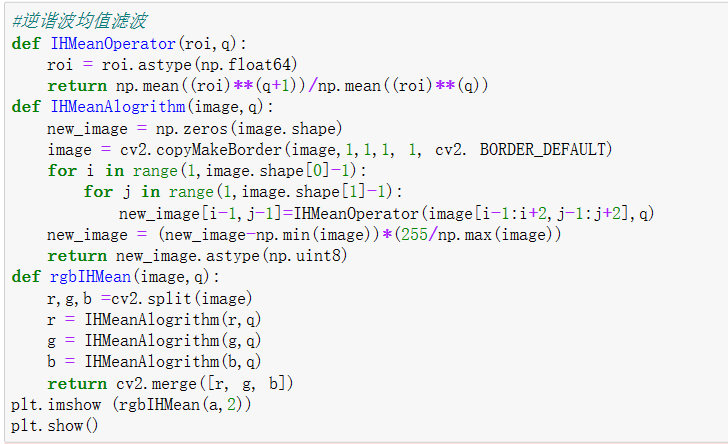 #逆谐波均值滤波
def IHMeanOperator(roi,q):
    roi = roi.astype(np.float64)
    return np.mean((roi)**(q+1))/np.mean((roi)**(q))
def IHMeanAlogrithm(image,q):
    new_image = np.zeros(image.shape)
    image = cv2.copyMakeBorder(image,1,1,1, 1, cv2. BORDER_DEFAULT)
    for i in range(1,image.shape[0]-1):
        for j in range(1,image.shape[1]-1):
            new_image[i-1,j-1]=IHMeanOperator(image[i-1:i+2,j-1:j+2],q)
    new_image = (new_image-np.min(image))*(255/np.max(image))
    return new_image.astype(np.uint8)
def rgbIHMean(image,q):
    r,g,b =cv2.split(image)
    r = IHMeanAlogrithm(r,q)
    g = IHMeanAlogrithm(g,q)
    b = IHMeanAlogrithm(b,q)
    return cv2.merge([r, g, b])
plt.imshow (rgbIHMean(a,2))
plt.show()